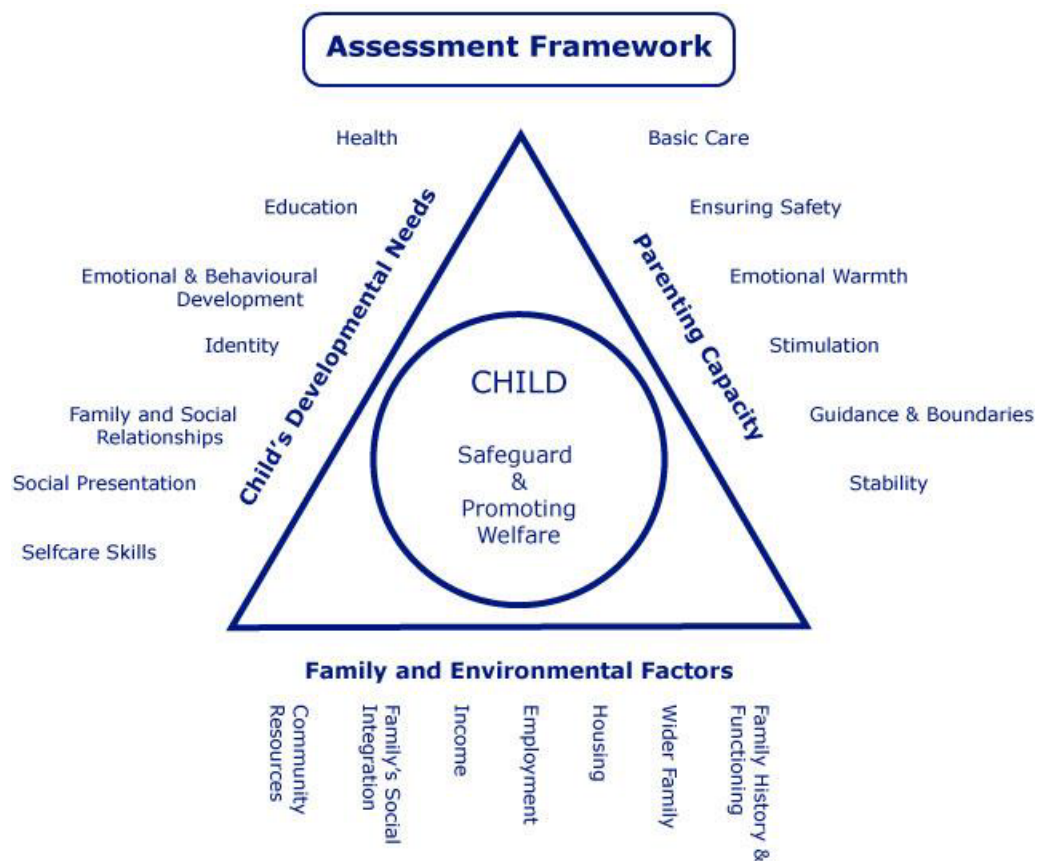 Assessment Framework
Health
Education
Emotional & Behavioural
Development
Identity
Family and Social
Relationships
Social Presentation
Selfcare Skills
Child's Developmental Needs
CHILD
Safeguard
&
Promoting
Welfare
Parenting Capacity
Basic Care
Ensuring Safety
Emotional Warmth
Stimulation
Guidance & Boundaries
Stability
Family and Environmental Factors
Community
Resources
Family's Social
Integration
Income
Employment
Housing
Wider Family
Family History &
Functioning